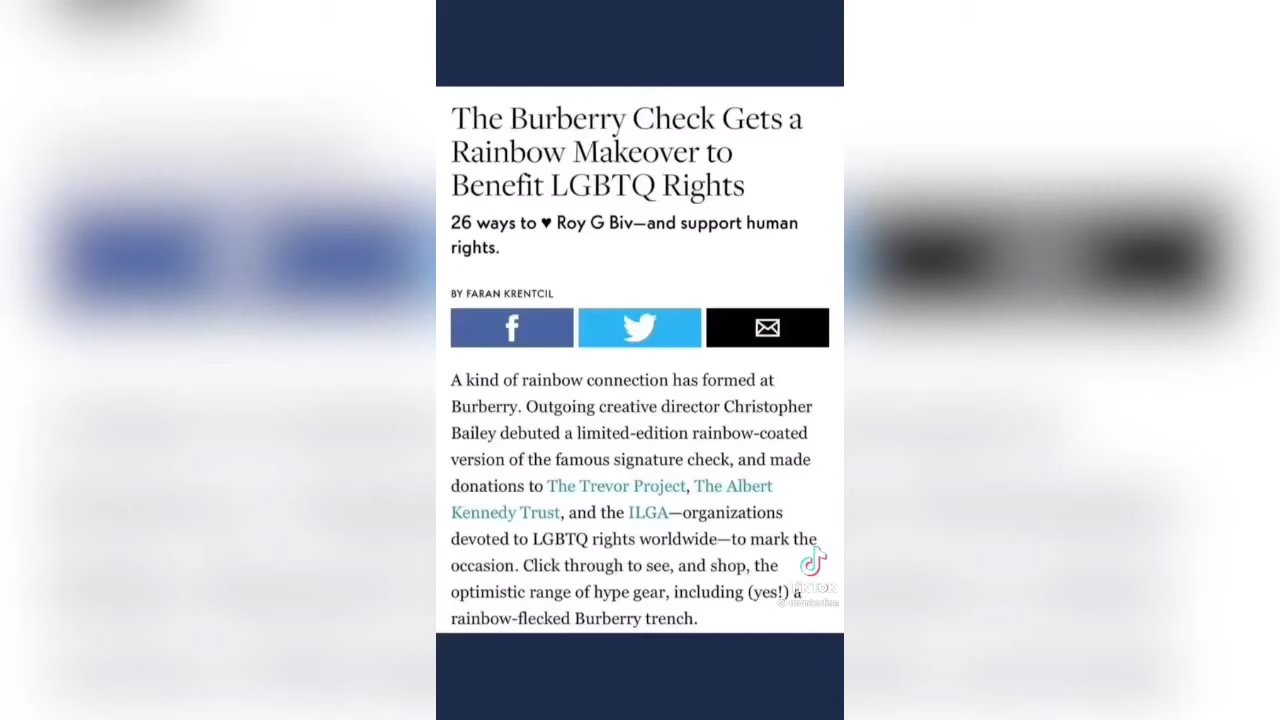 The Burberry Check Gets a
Rainbow Makeover to
Benefit LGBTQ Rights
26 ways to ♥ Roy G Biv—and support human
rights.
BY FARAN KRENTCIL
A kind of rainbow connection has formed at
Burberry. Outgoing creative director Christopher
Bailey debuted a limited-edition rainbow-coated
version of the famous signature check, and made
donations to The Trevor Project, The Albert
Kennedy Trust, and the ILGA—organizations
devoted to LGBTQ rights worldwide—to mark the
occasion. Click through to see, and shop, the
optimistic range of hype gear, including (yes!) a
rainbow-flecked Burberry trench.
TikTok